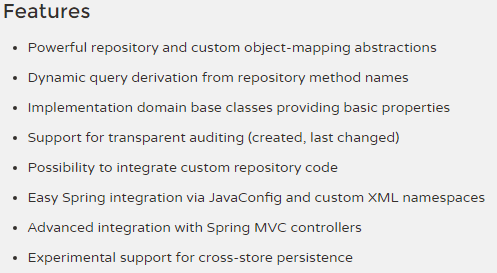 Features
• Powerful repository and custom object-mapping abstractions
• Dynamic query derivation from repository method names
• Implementation domain base classes providing basic properties
• Support for transparent auditing (created, last changed)
• Possibility to integrate custom repository code
• Easy Spring integration via JavaConfig and custom XML namespaces
• Advanced integration with Spring MVC controllers
• Experimental support for cross-store persistence